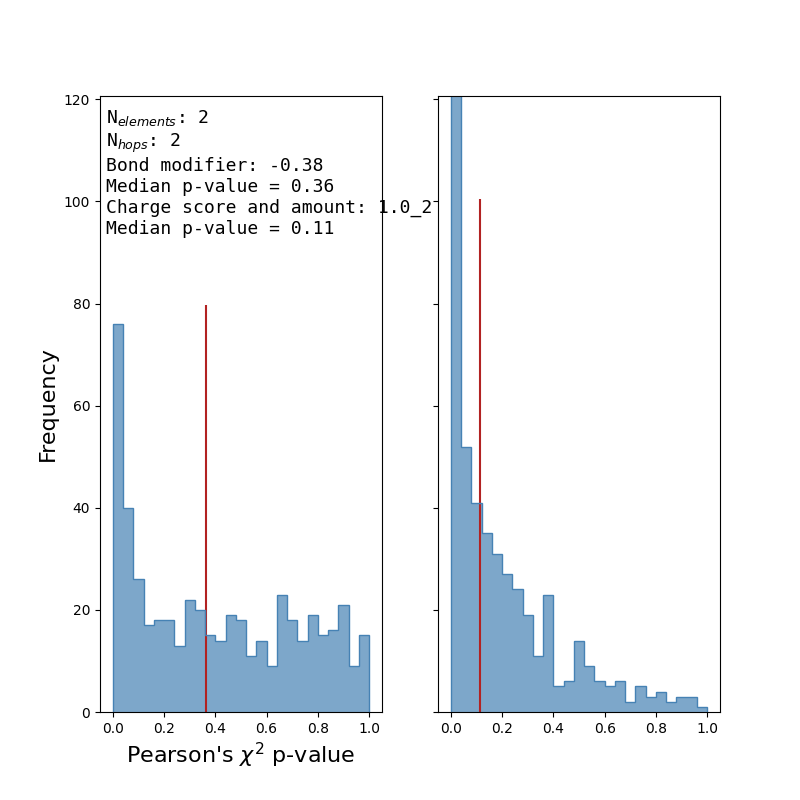 N_elements: 2
N_hops: 2
Bond modifier: -0.38
Median p-value = 0.36
Charge score and amount: 1.0_2
Median p-value = 0.11
120
100
80
60
40
20
0
Frequency
0.0 0.2 0.4 0.6 0.8 1.0
Pearson's χ² p-value
0.0 0.2 0.4 0.6 0.8 1.0